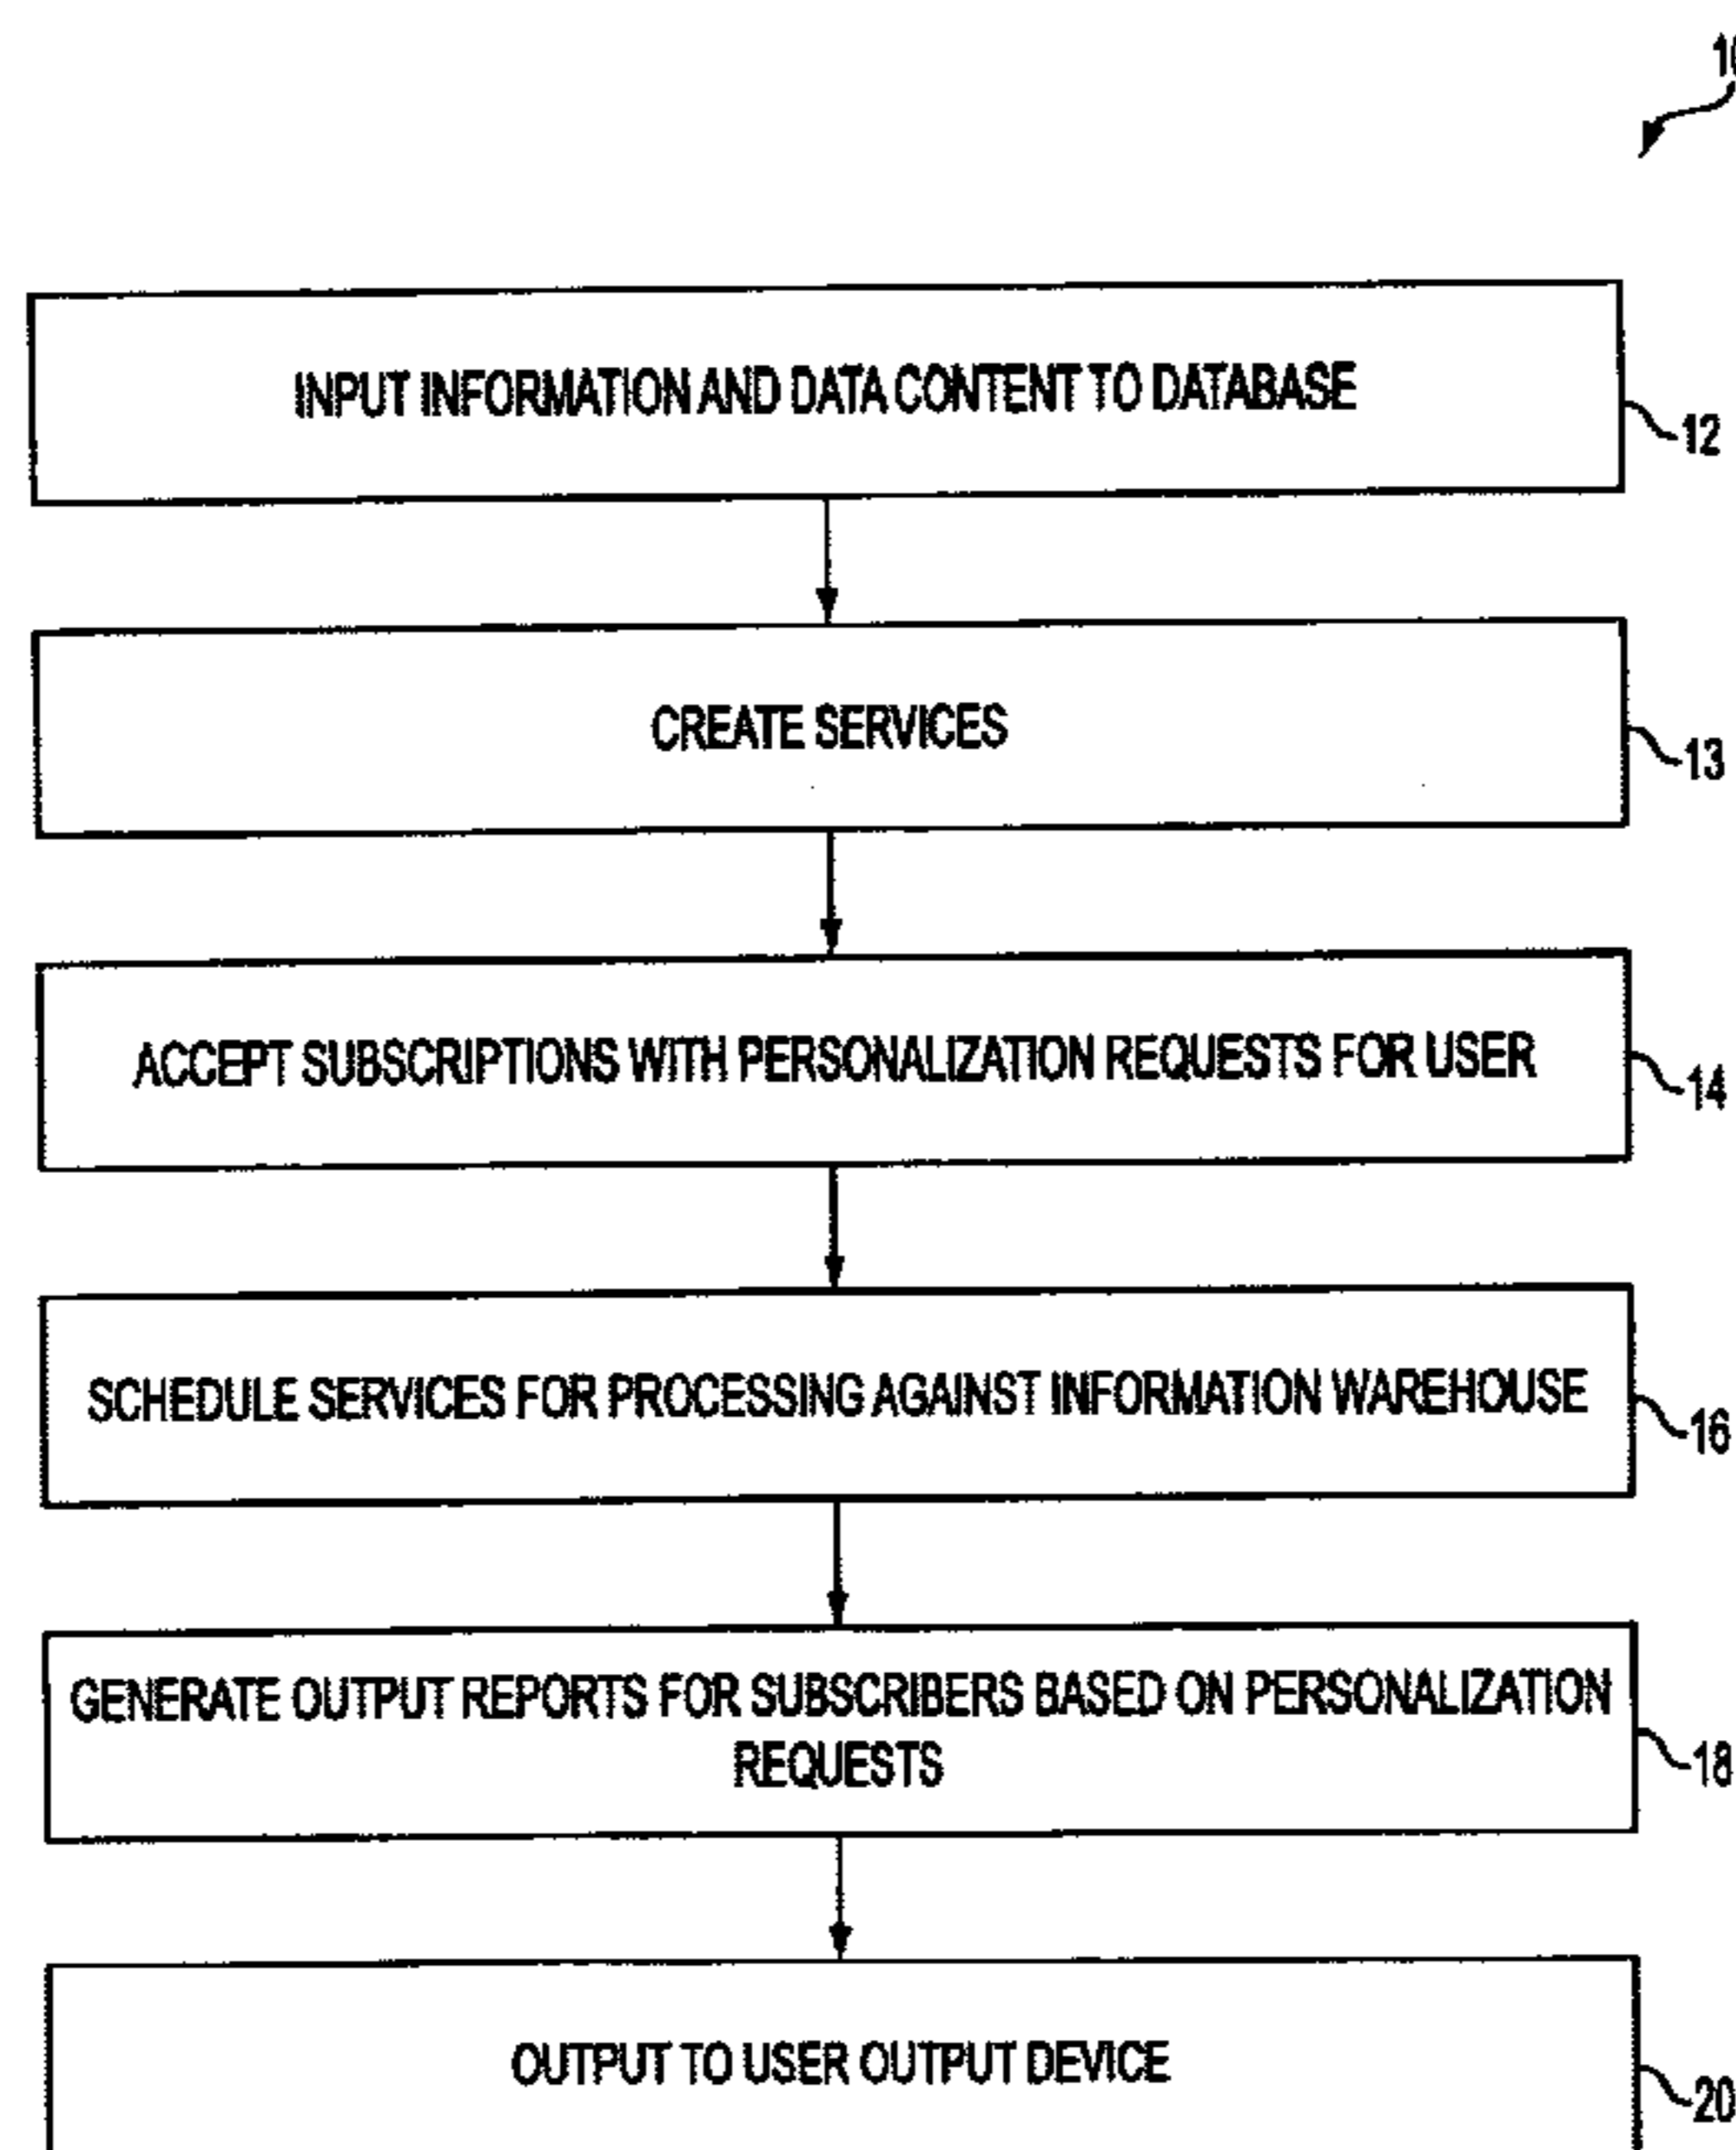 INPUT INFORMATION AND DATA CONTENT TO DATABASE
12
CREATE SERVICES
13
ACCEPT SUBSCRIPTIONS WITH PERSONALIZATION REQUESTS FOR USER
14
SCHEDULE SERVICES FOR PROCESSING AGAINST INFORMATION WAREHOUSE
16
GENERATE OUTPUT REPORTS FOR SUBSCRIBERS BASED ON PERSONALIZATION
REQUESTS
18
OUTPUT TO USER OUTPUT DEVICE
20